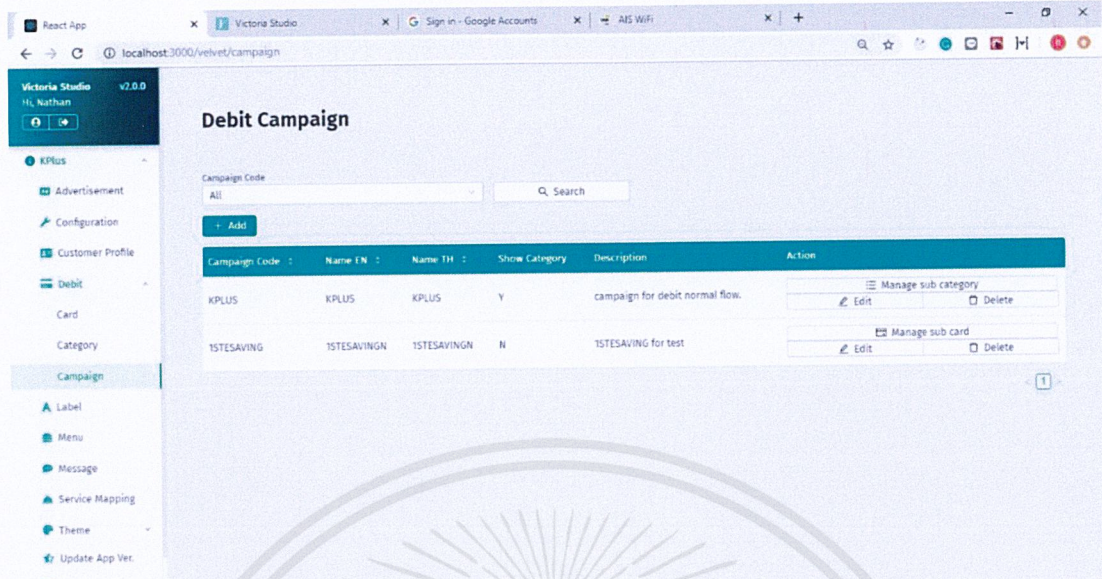 React App
Victoria Studio
Sign in - Google Accounts
AIS WiFi
localhost:3000/velvet/campaign
Victoria Studio v2.0.0
Hi, Nathan
KPlus
Advertisement
Configuration
Customer Profile
Debit
Card
Category
Campaign
Label
Menu
Message
Service Mapping
Theme
Update App Ver.
Debit Campaign
Campaign Code
All
Search
+ Add
Campaign Code Name EN Name TH Show Category Description Action
KPLUS KPLUS KPLUS Y campaign for debit normal flow. Manage sub category
Edit Delete
1STESAVING 1STESAVINGN 1STESAVINGN N 1STESAVING for test Manage sub card
Edit Delete
< 1 >